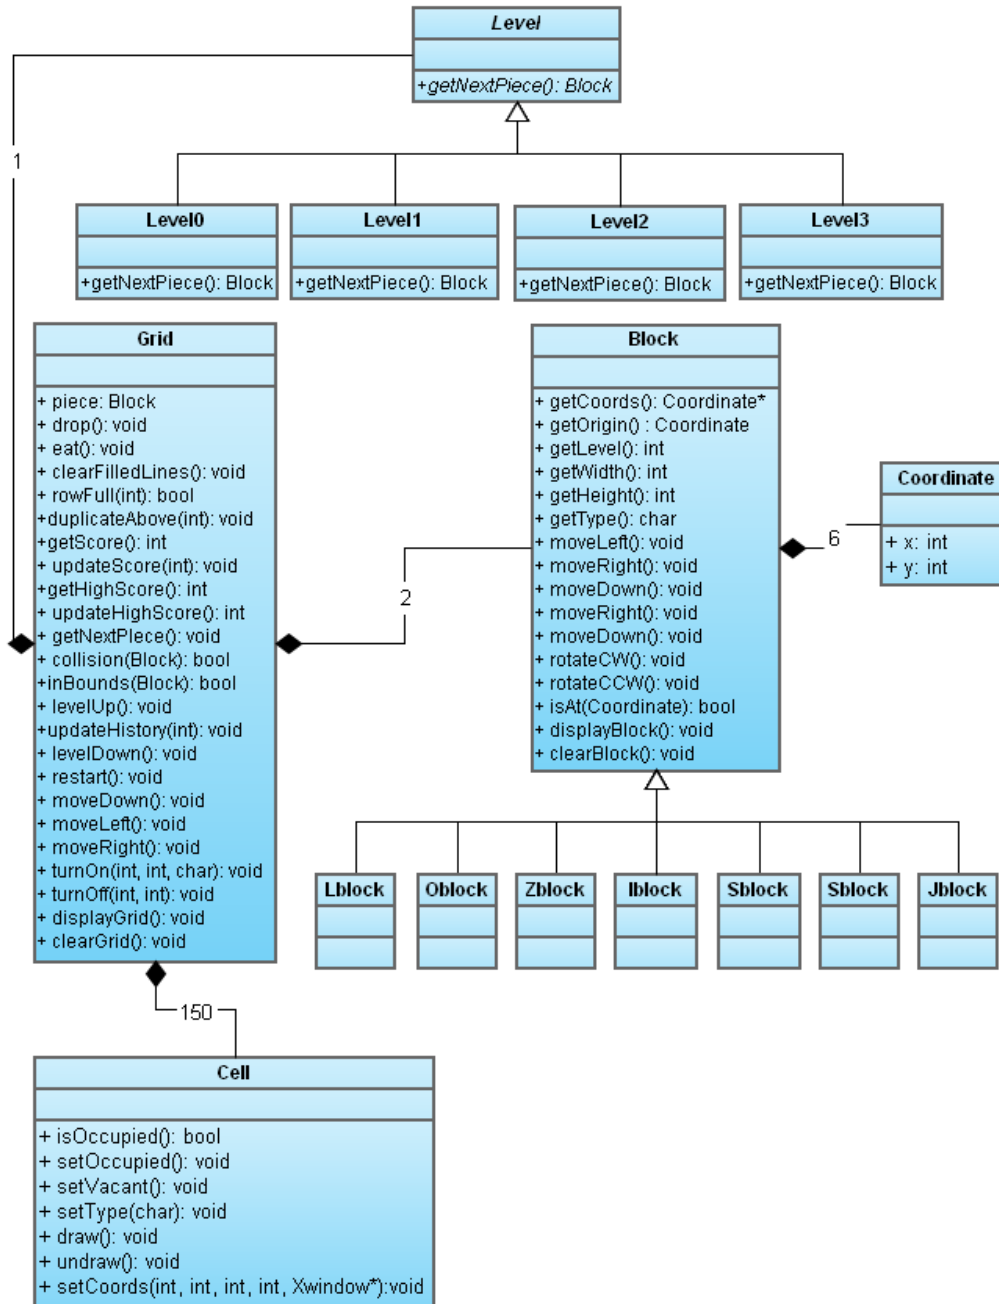 Level
+getNextPiece(): Block
1
Level0
+getNextPiece(): Block
Level1
+getNextPiece(): Block
Level2
+getNextPiece(): Block
Level3
+getNextPiece(): Block
Grid
+ piece: Block
+ drop(): void
+ eat(): void
+ clearFilledLines(): void
+ rowFull(int): bool
+duplicateAbove(int): void
+getScore(): int
+ updateScore(int): void
+getHighScore(): int
+ updateHighScore(): int
+ getNextPIece(): void
+ collision(Block): bool
+inBounds(Block): bool
+ levelUp(): void
+updateHistory(int): void
+ levelDown(): void
+ restart(): void
+ moveDown(): void
+ moveLeft(): void
+ moveRight(): void
+ turnOn(int, int, char): void
+ turnOff(int, int): void
+ displayGrid(): void
+ clearGrid(): void
2
Block
+ getCoords(): Coordinate*
+ getOrigin() : Coordinate
+ getLevel(): int
+ getWidth(): int
+ getHeight(): int
+ getType(): char
+ moveLeft(): void
+ moveRight(): void
+ moveDown(): void
+ moveRight(): void
+ moveDown(): void
+ rotateCW(): void
+ rotateCCW(): void
+ isAt(Coordinate): bool
+ displayBlock(): void
+ clearBlock(): void
6
Coordinate
+ x: int
+ y: int
Lblock
Oblock
Zblock
Iblock
Sblock
Sblock
Jblock
150
Cell
+ isOccupied(): bool
+ setOccupied(): void
+ setVacant(): void
+ setType(char): void
+ draw(): void
+ undraw(): void
+ setCoords(int, int, int, int, Xwindow*):void